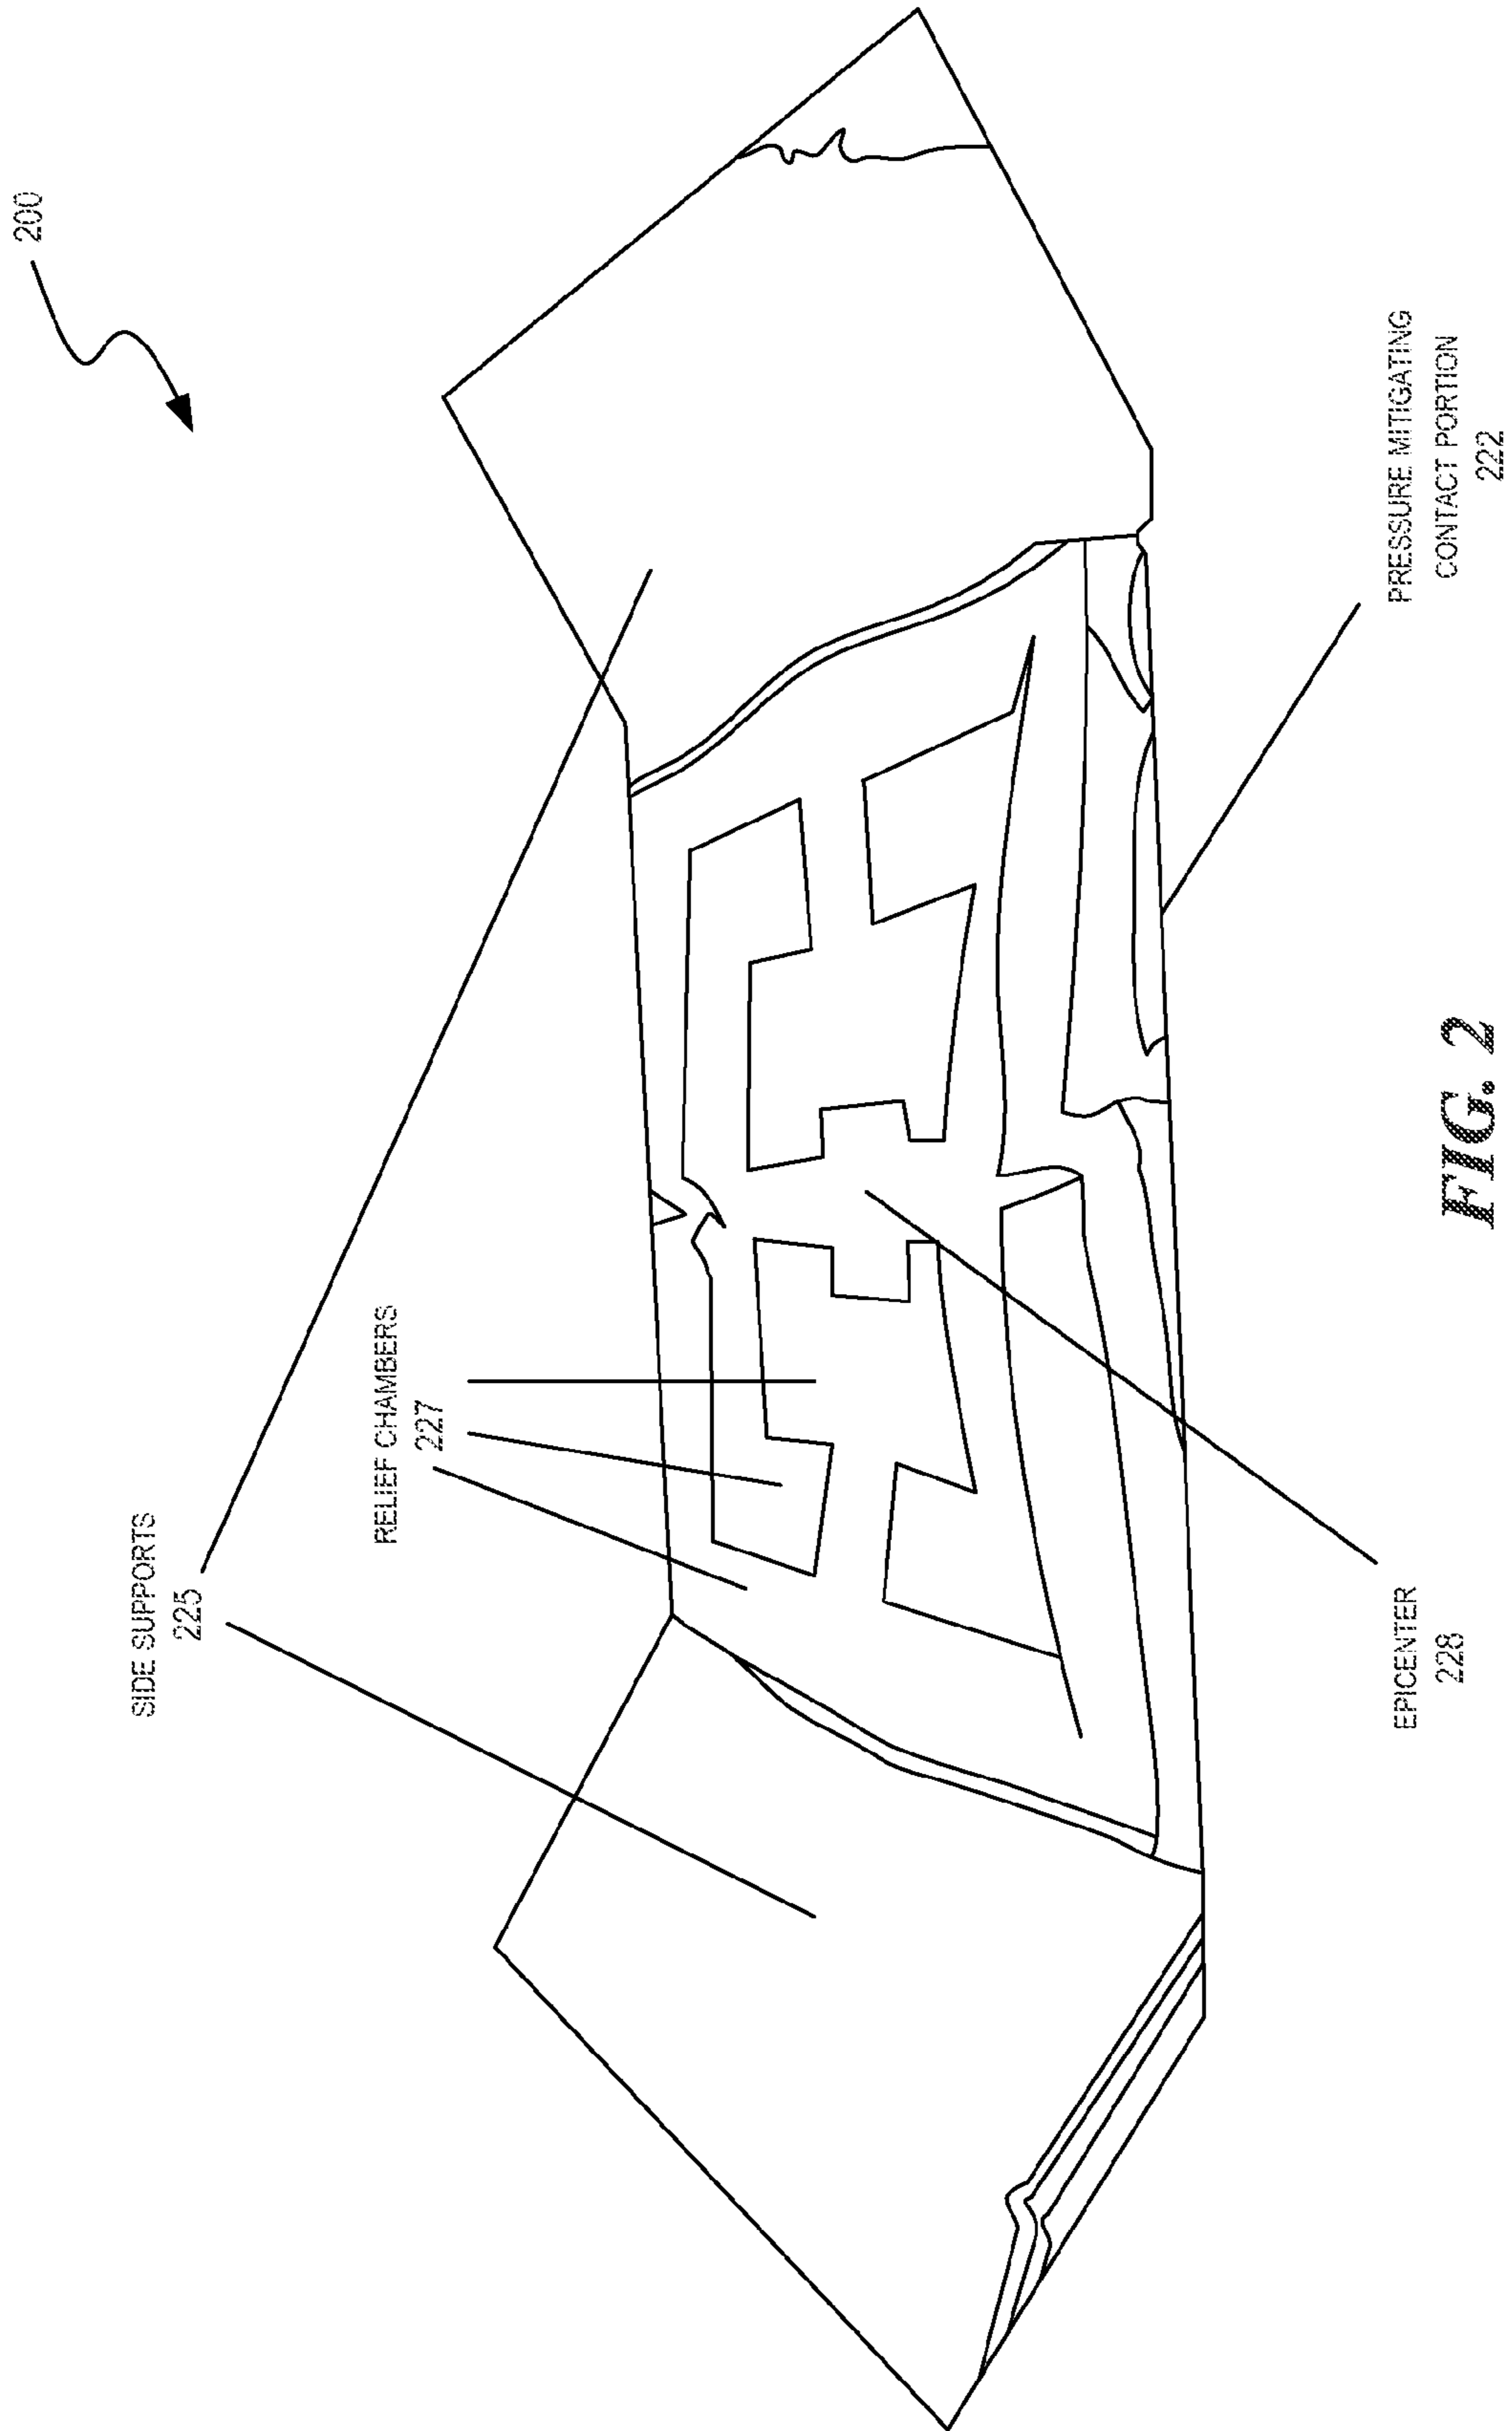 200
SIDE SUPPORTS
225
RELIEF CHAMBERS
227
EPICENTER
228
PRESSURE MITIGATING
CONTACT PORTION
222
FIG. 2